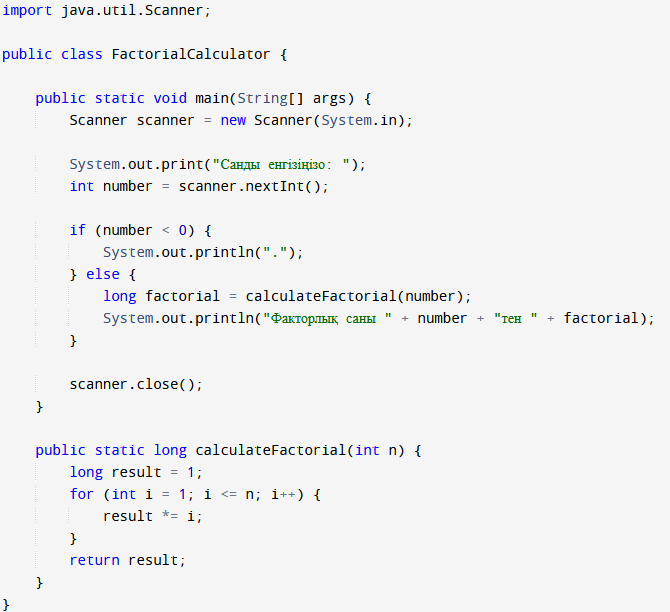 import java.util.Scanner;
public class FactorialCalculator {
public static void main(String[] args) {
Scanner scanner = new Scanner(System.in);
System.out.print("Санды енгізіңізо: ");
int number = scanner.nextInt();
if (number < 0) {
System.out.println(".");
} else {
long factorial = calculateFactorial(number);
System.out.println("Факторлық саны " + number + "тен " + factorial);
}
scanner.close();
}
public static long calculateFactorial(int n) {
long result = 1;
for (int i = 1; i <= n; i++) {
result *= i;
}
return result;
}
}